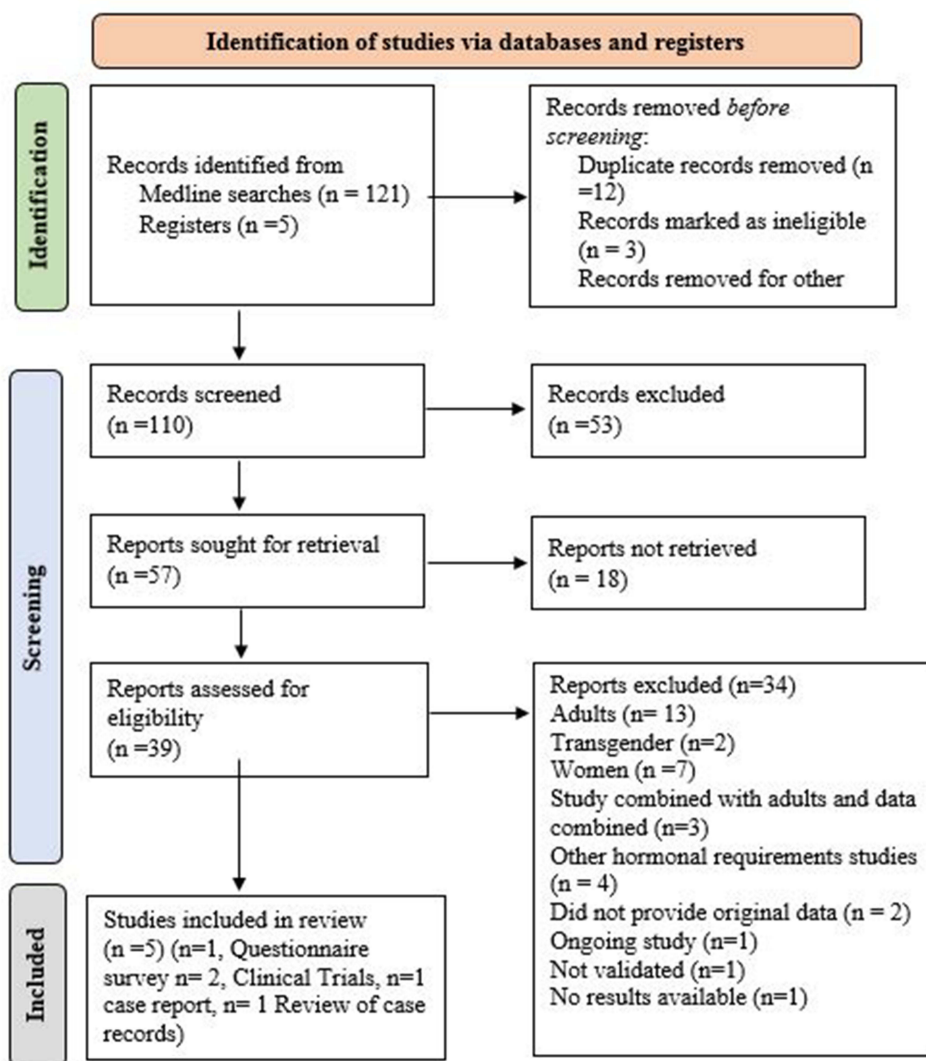 Identification of studies via databases and registers
Identification
Records identified from
Medline searches (n = 121)
Registers (n =5)
Records removed before
screening:
Duplicate records removed (n
=12)
Records marked as ineligible
(n = 3)
Records removed for other
Screening
Records screened
(n =110)
Records excluded
(n =53)
Reports sought for retrieval
(n =57)
Reports not retrieved
(n = 18)
Reports assessed for
eligibility
(n =39)
Reports excluded (n=34)
Adults (n= 13)
Transgender (n=2)
Women (n =7)
Study combined with adults and data
combined (n=3)
Other hormonal requirements studies
(n = 4)
Did not provide original data (n = 2)
Ongoing study (n=1)
Not validated (n=1)
No results available (n=1)
Included
Studies included in review
(n =5) (n=1, Questionnaire
survey n= 2, Clinical Trials, n=1
case report, n= 1 Review of case
records)